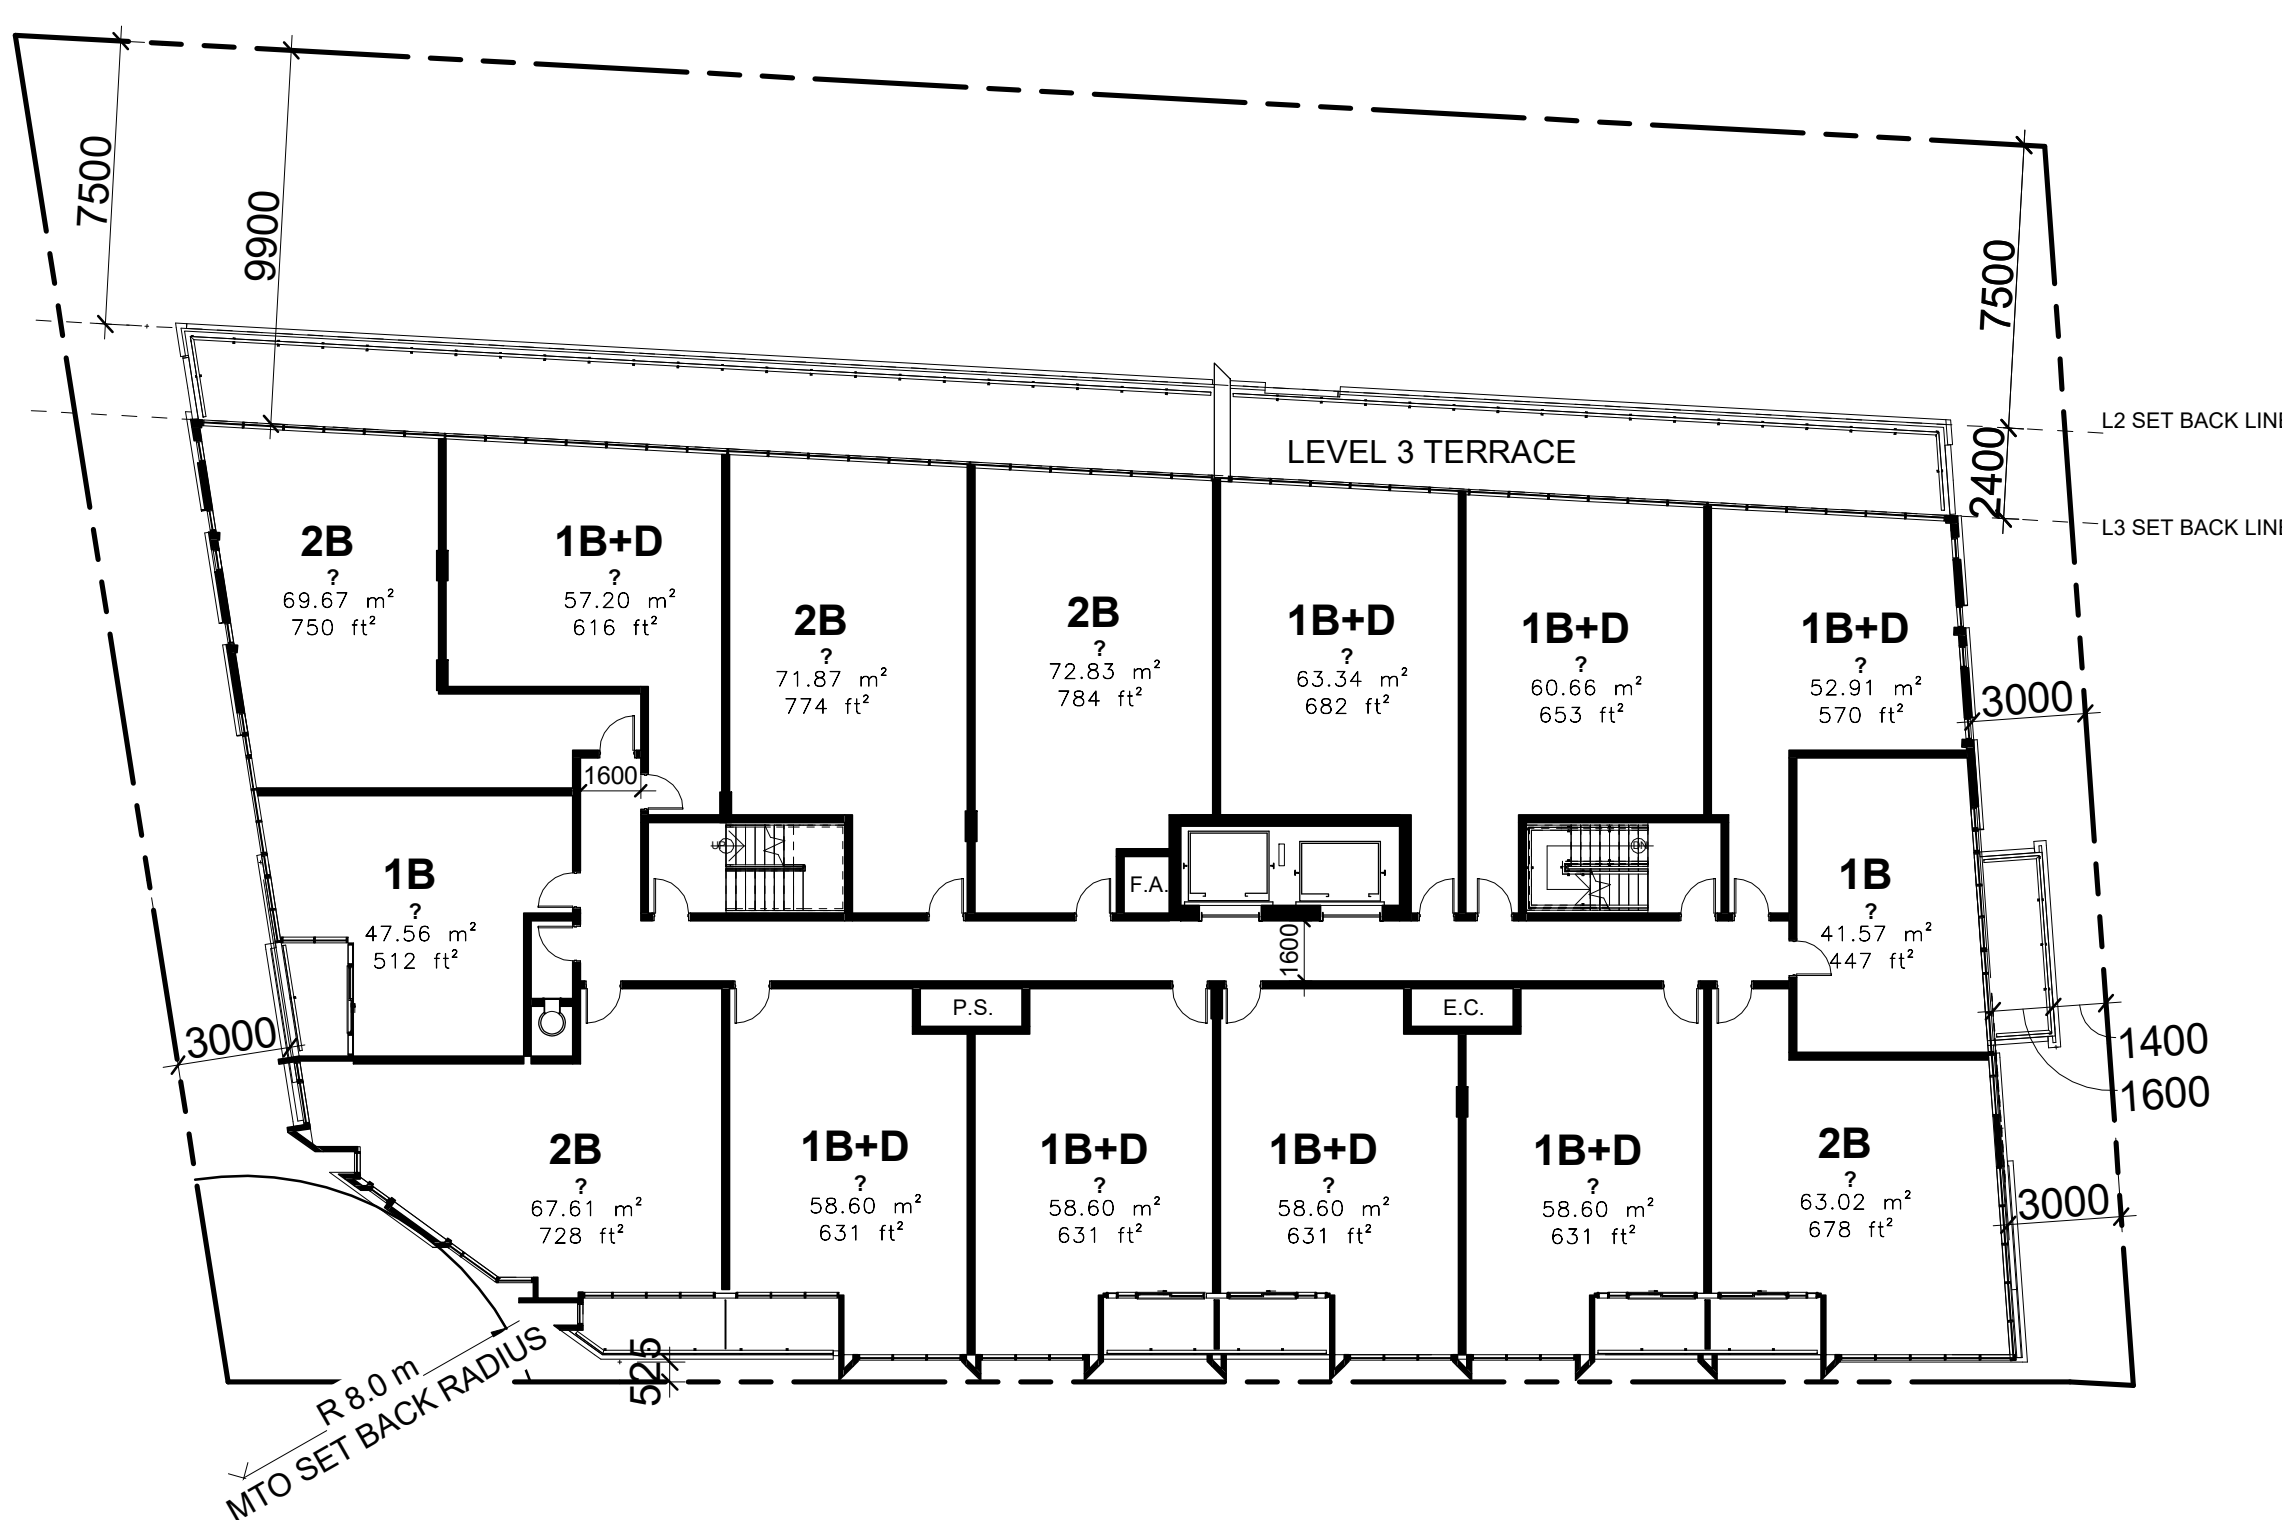 7500
9900
7500
L2 SET BACK LINE
2400
LEVEL 3 TERRACE
L3 SET BACK LINE
2B
?
69.67 m²
750 ft²
1B+D
?
57.20 m²
616 ft²
2B
?
71.87 m²
774 ft²
2B
?
72.83 m²
784 ft²
1B+D
?
63.34 m²
682 ft²
1B+D
?
60.66 m²
653 ft²
1B+D
?
52.91 m²
570 ft²
3000
1600
UP
DN
F.A.
1B
?
47.56 m²
512 ft²
1B
?
41.57 m²
447 ft²
1600
3000
P.S.
E.C.
1400
1600
2B
?
67.61 m²
728 ft²
1B+D
?
58.60 m²
631 ft²
1B+D
?
58.60 m²
631 ft²
1B+D
?
58.60 m²
631 ft²
1B+D
?
58.60 m²
631 ft²
2B
?
63.02 m²
678 ft²
3000
525
R 8.0 m
MTO SET BACK RADIUS